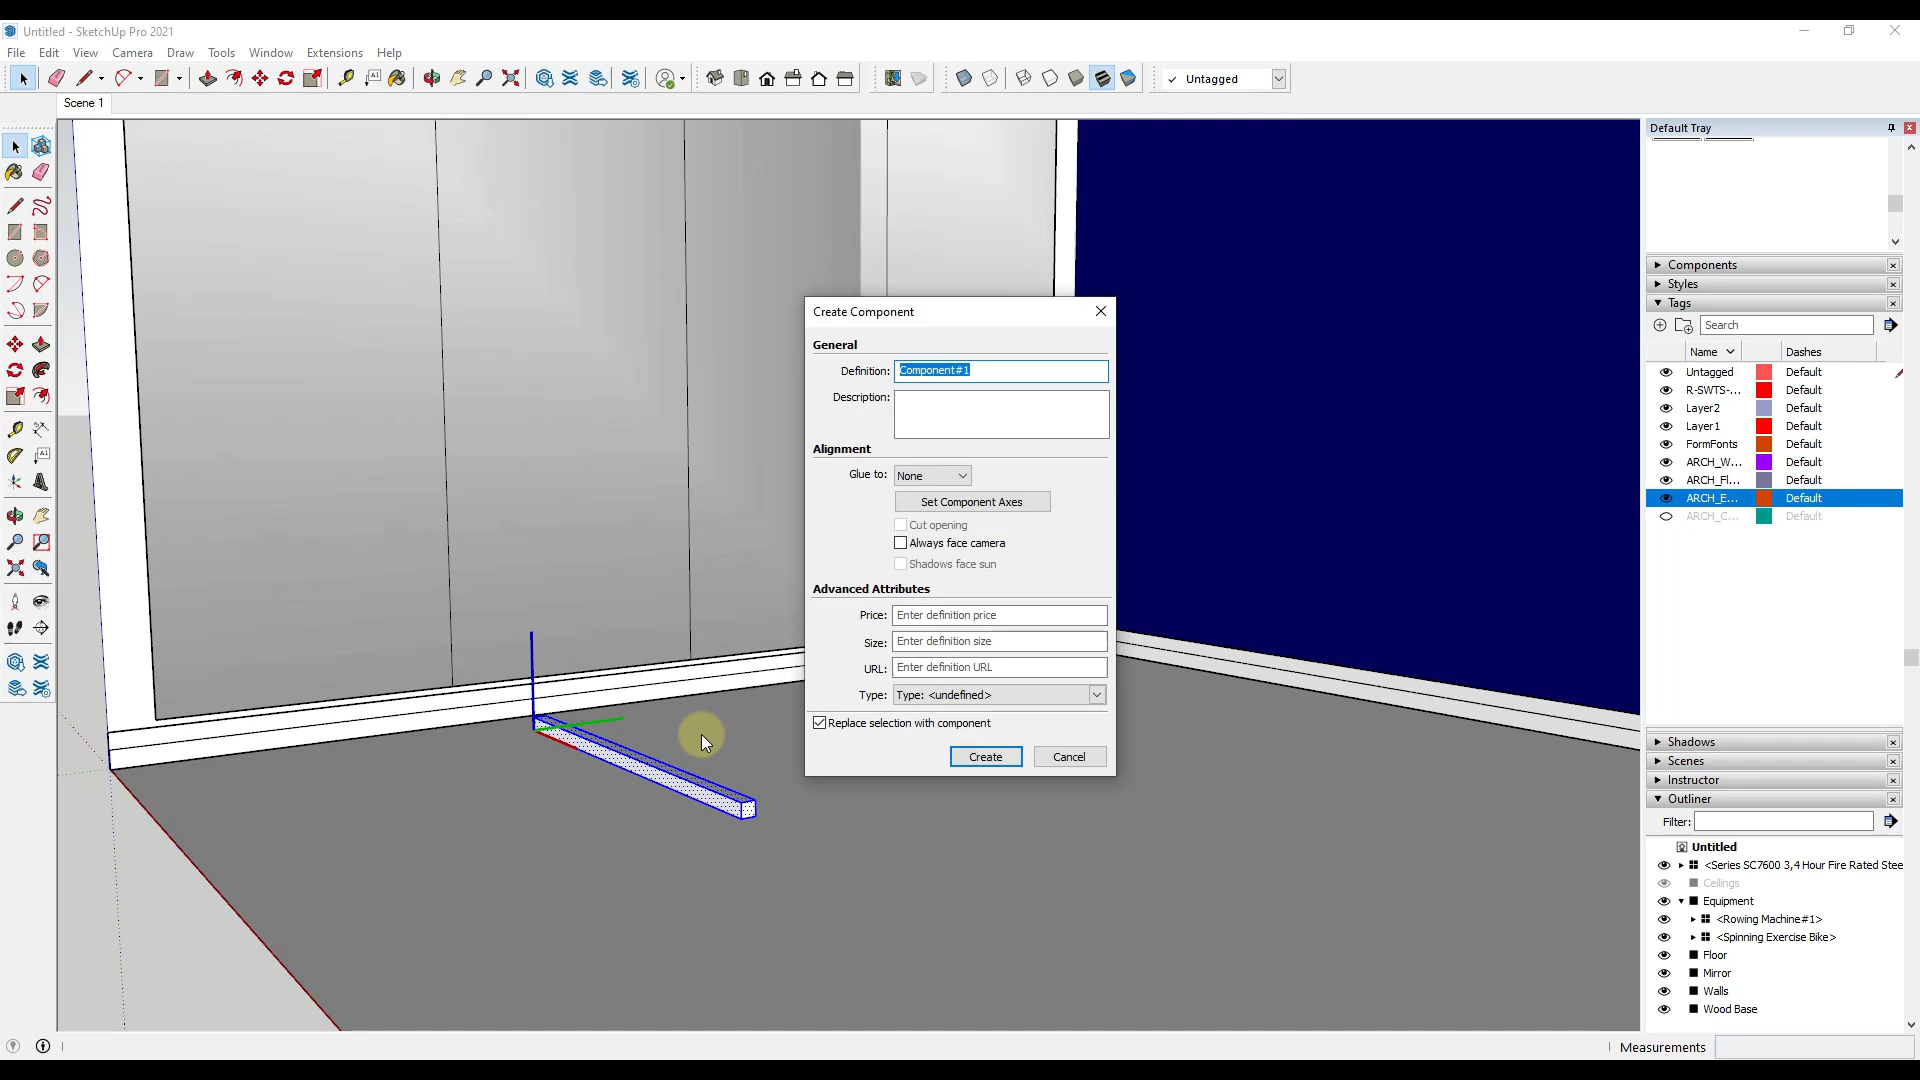 Untitled - SketchUp Pro 2021
File Edit View Camera Draw Tools Window Extensions Help
Untagged
Scene 1
Default Tray
Components
Styles
Tags
Search
Name Dashes
Untagged Default
R-SWTS-... Default
Layer2 Default
Layer1 Default
FormFonts Default
ARCH_W... Default
ARCH_Fl... Default
ARCH_E... Default
ARCH_C... Default
Shadows
Scenes
Instructor
Outliner
Filter:
Untitled
<Series SC7600 3,4 Hour Fire Rated Stee
Ceilings
Equipment
<Rowing Machine#1>
<Spinning Exercise Bike>
Floor
Mirror
Walls
Wood Base
Create Component
General
Definition: Component#1
Description:
Alignment
Glue to: None
Set Component Axes
Cut opening
Always face camera
Shadows face sun
Advanced Attributes
Price: Enter definition price
Size: Enter definition size
URL: Enter definition URL
Type: Type: <undefined>
Replace selection with component
Create Cancel
Measurements